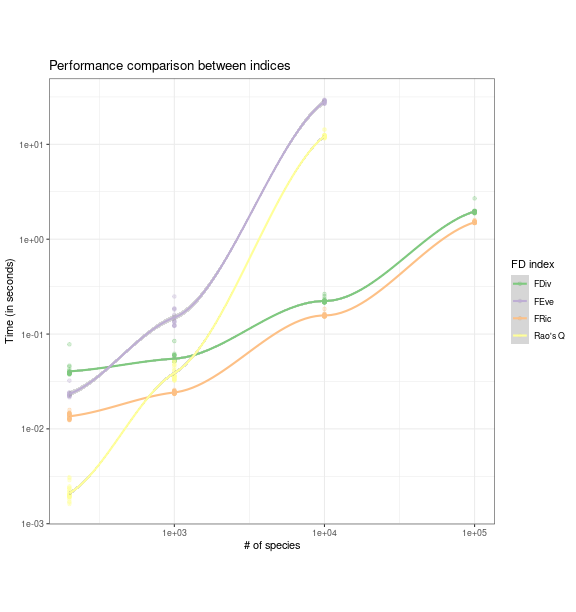 Performance comparison between indices
1e+01
1e+00
1e-01
1e-02
1e-03
Time (in seconds)
1e+03
1e+04
1e+05
# of species
FD index
FDiv
FEve
FRic
Rao's Q